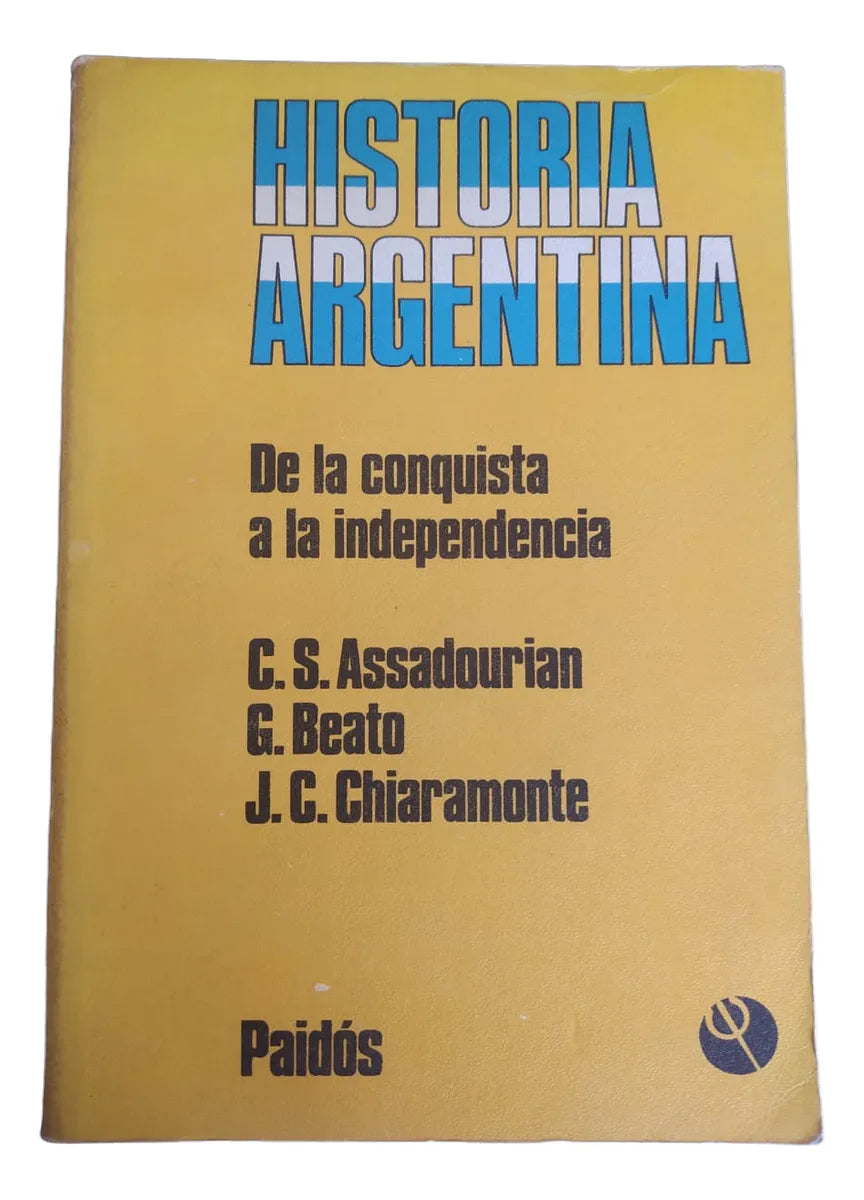 HISTORIA
ARGENTINA
De la conquista
a la independencia
C. S. Assadourian
G. Beato
J. C. Chiaramonte
Paidós